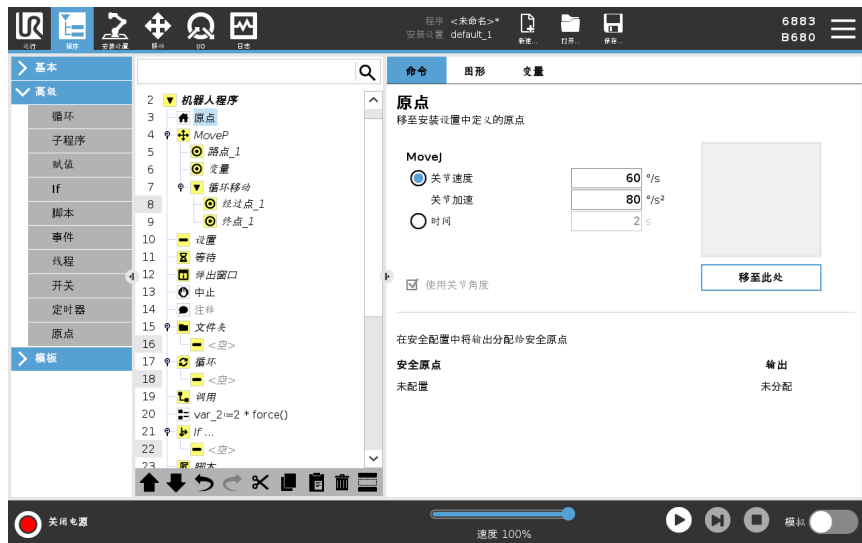 UR
运行
程序
安装设置
移动
I/O
日志
程序 <未命名>*
安装设置 default_1
新建...
打开...
保存...
6883
B680
基本
高级
循环
子程序
赋值
If
脚本
事件
线程
开关
定时器
原点
模板
2 机器人程序
3 原点
4 MoveP
5 路点_1
6 变量
7 循环移动
8 经过点_1
9 终点_1
10 设置
11 等待
12 弹出窗口
13 中止
14 注释
15 文件夹
16 <空>
17 循环
18 <空>
19 调用
20 var_2≔2 * force()
21 If ...
22 <空>
23 脚本
命令 图形 变量
原点
移至安装设置中定义的原点
MoveJ
关节速度 60 °/s
关节加速 80 °/s²
时间 2 s
使用关节角度
移至此处
在安全配置中将输出分配给安全原点
安全原点 输出
未配置 未分配
关闭电源
速度 100%
模拟